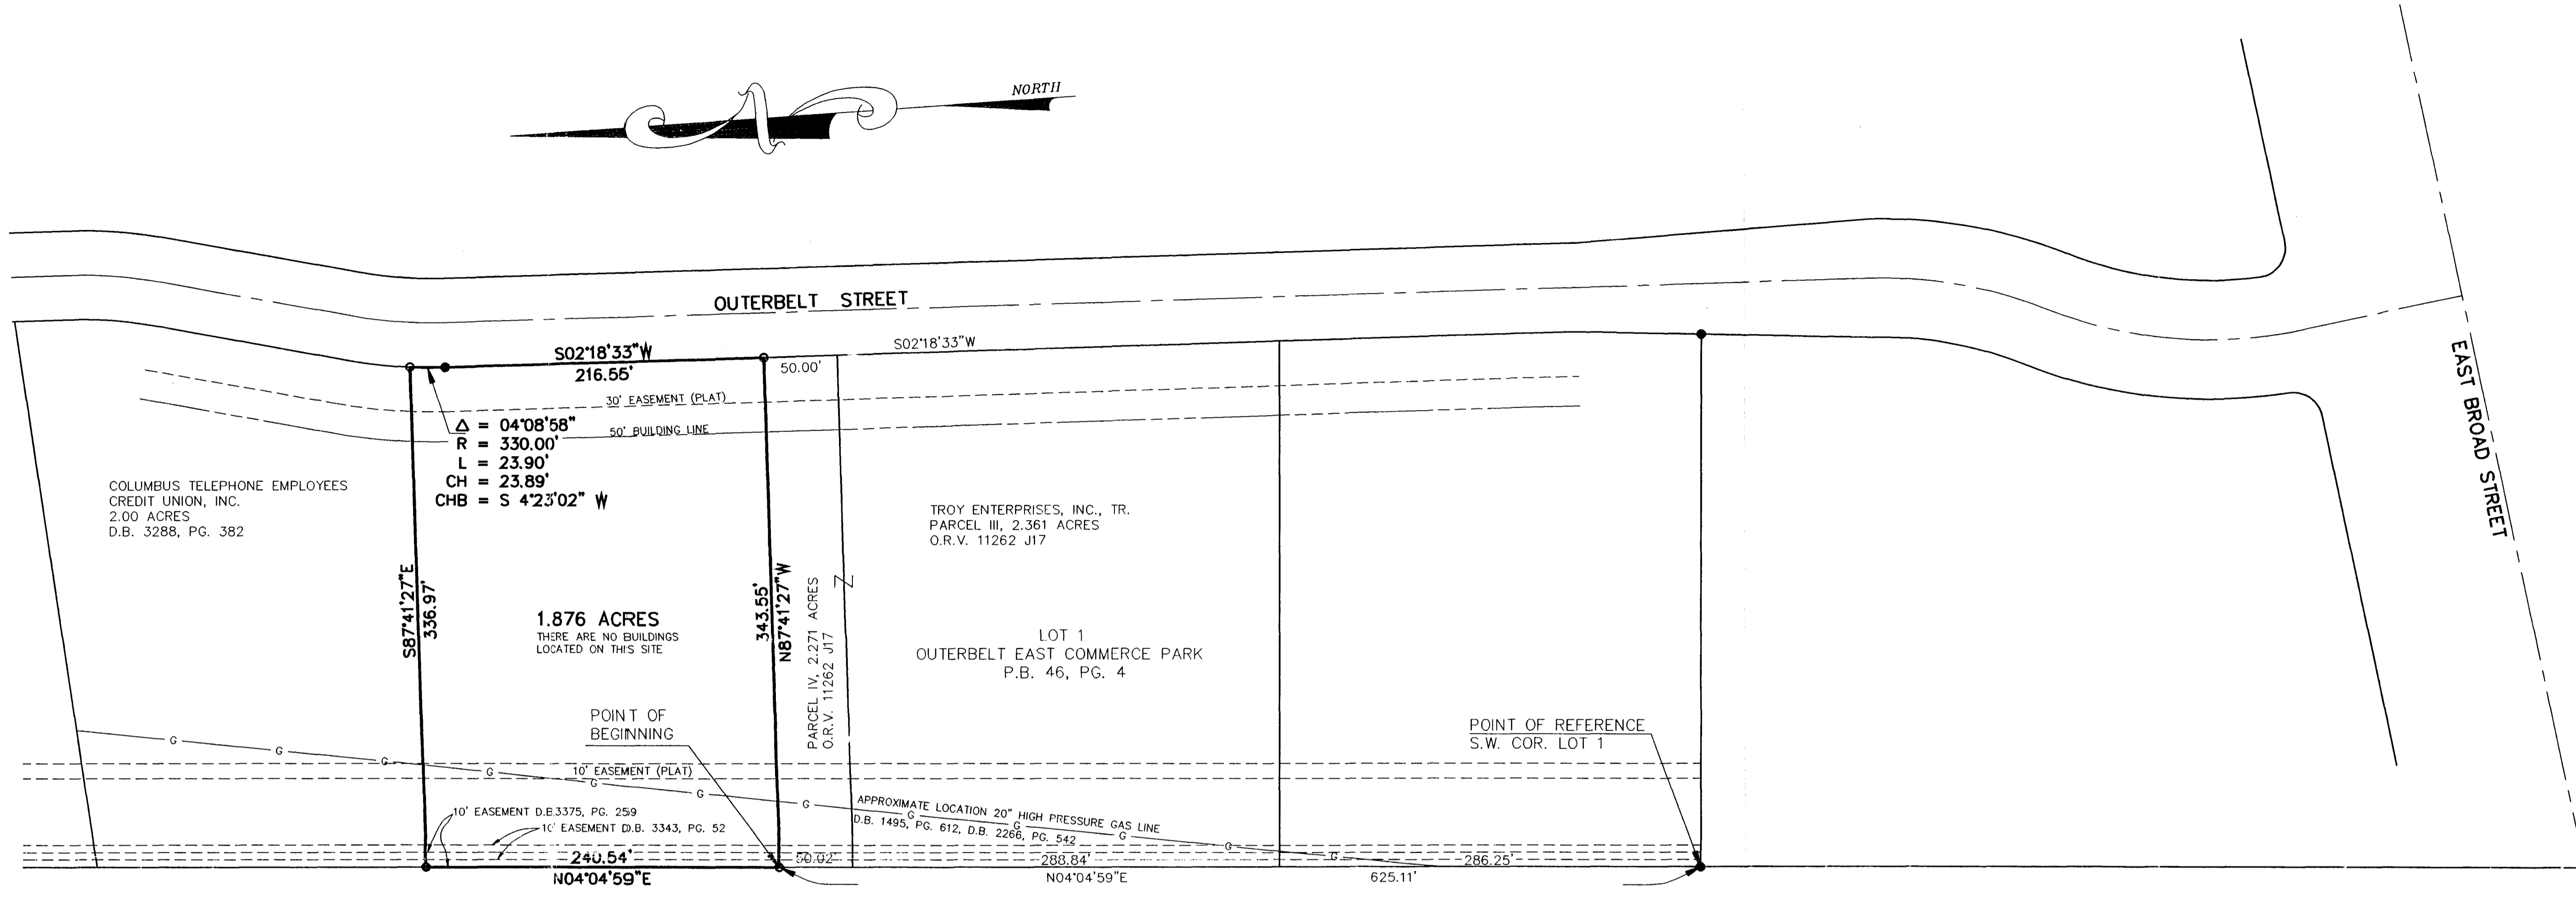 NORTH
OUTERBELT STREET
EAST BROAD STREET
S02°18'33"W
216.55'
50.00'
S02°18'33"W
30' EASEMENT (PLAT)
50' BUILDING LINE
Δ = 04°08'58"
R = 330.00'
L = 23.90'
CH = 23.89'
CHB = S 4°23'02" W
COLUMBUS TELEPHONE EMPLOYEES
CREDIT UNION, INC.
2.00 ACRES
D.B. 3288, PG. 382
S87°41'27"E
336.97'
1.876 ACRES
THERE ARE NO BUILDINGS
LOCATED ON THIS SITE
343.55'
N87°41'27"W
PARCEL IV, 2.271 ACRES
O.R.V. 11262 J17
TROY ENTERPRISES, INC., TR.
PARCEL III, 2.361 ACRES
O.R.V. 11262 J17
LOT 1
OUTERBELT EAST COMMERCE PARK
P.B. 46, PG. 4
POINT OF
BEGINNING
POINT OF REFERENCE
S.W. COR. LOT 1
G G G G G G G G G G G G
10' EASEMENT (PLAT)
APPROXIMATE LOCATION 20" HIGH PRESSURE GAS LINE
D.B. 1495, PG. 612, D.B. 2266, PG. 542
10' EASEMENT D.B.3375, PG. 259
10' EASEMENT D.B. 3343, PG. 52
240.54'
50.02'
288.84'
286.25'
N04°04'59"E
N04°04'59"E
625.11'